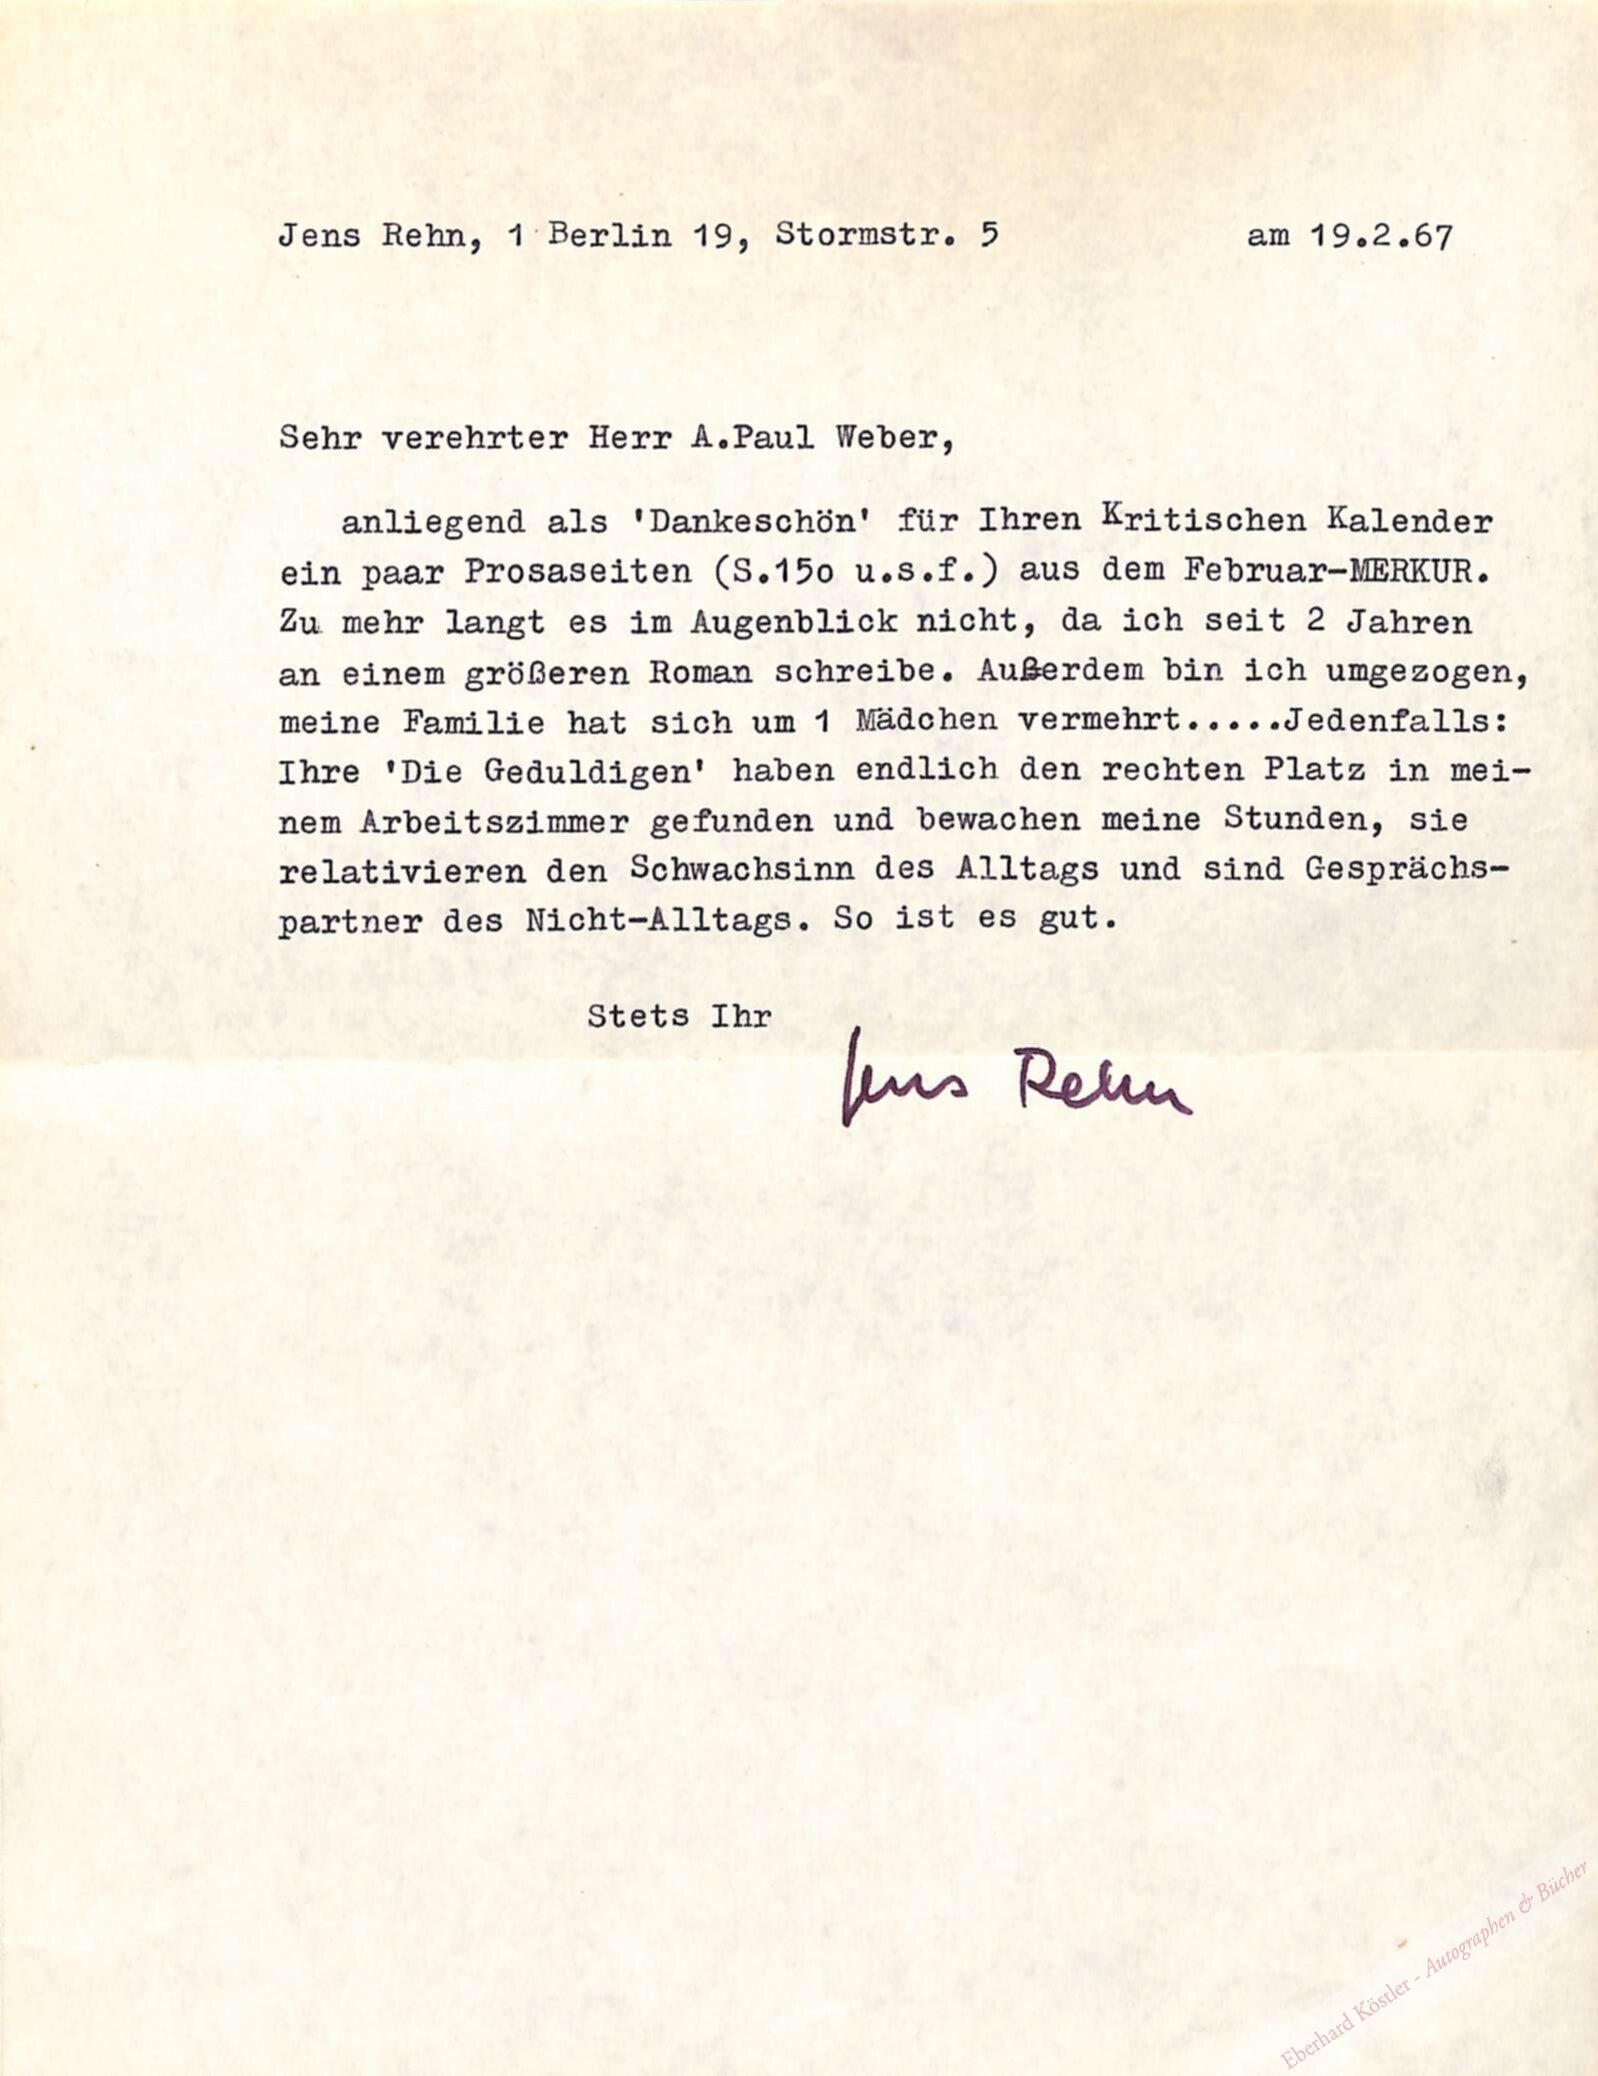 Jens Rehn, 1 Berlin 19, Stormstr. 5 am 19.2.67
Sehr verehrter Herr A.Paul Weber,
anliegend als 'Dankeschön' für Ihren Kritischen Kalender
ein paar Prosaseiten (S.15o u.s.f.) aus dem Februar-MERKUR.
Zu mehr langt es im Augenblick nicht, da ich seit 2 Jahren
an einem größeren Roman schreibe. Außerdem bin ich umgezogen,
meine Familie hat sich um 1 Mädchen vermehrt.....Jedenfalls:
Ihre 'Die Geduldigen' haben endlich den rechten Platz in mei-
nem Arbeitszimmer gefunden und bewachen meine Stunden, sie
relativieren den Schwachsinn des Alltags und sind Gesprächs-
partner des Nicht-Alltags. So ist es gut.
Stets Ihr
Jens Rehn
Eberhard Köstler - Autographen & Bücher